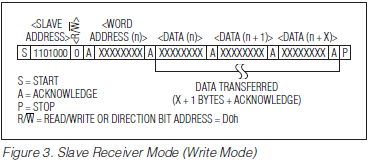 <SLAVE ADDRESS> <R/W̅> <WORD ADDRESS (n)> <DATA (n)> <DATA (n + 1)> <DATA (n + X)>
S 1101000 0 A XXXXXXXX A XXXXXXXX A XXXXXXXX A XXXXXXXX A P
DATA TRANSFERRED
(X + 1 BYTES + ACKNOWLEDGE)
S = START
A = ACKNOWLEDGE
P = STOP
R/W̅ = READ/WRITE OR DIRECTION BIT ADDRESS = D0h
Figure 3. Slave Receiver Mode (Write Mode)